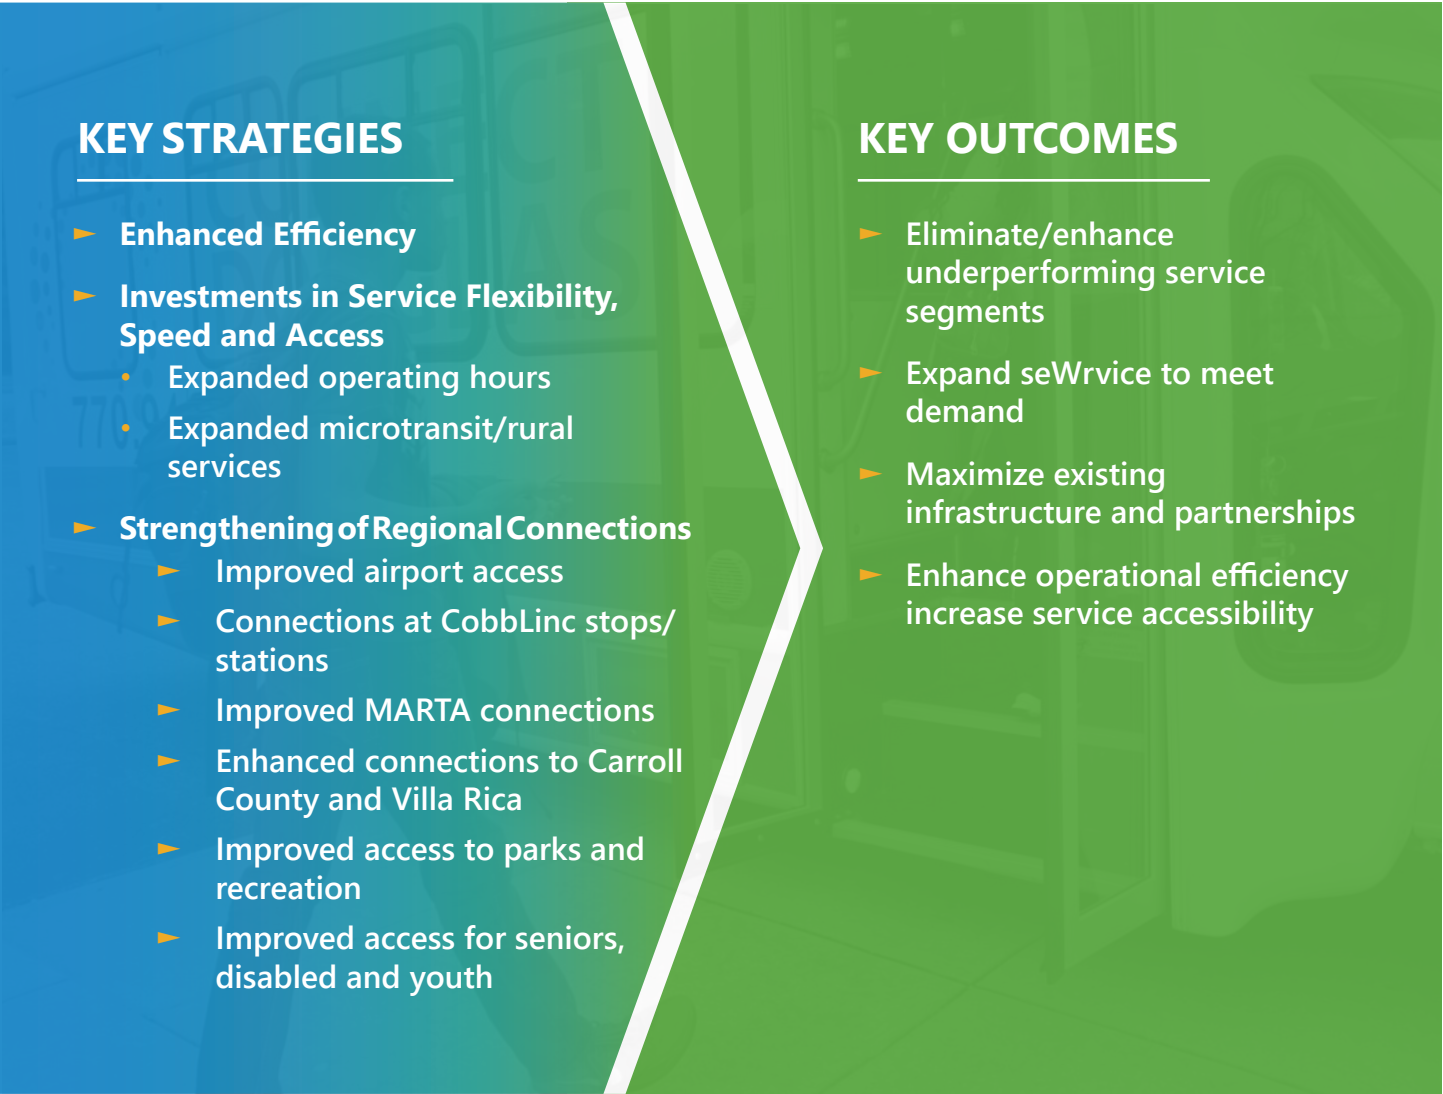 KEY STRATEGIES
► Enhanced Efficiency
► Investments in Service Flexibility,
Speed and Access
• Expanded operating hours
• Expanded microtransit/rural
services
► Strengthening of Regional Connections
► Improved airport access
► Connections at CobbLinc stops/
stations
► Improved MARTA connections
► Enhanced connections to Carroll
County and Villa Rica
► Improved access to parks and
recreation
► Improved access for seniors,
disabled and youth
KEY OUTCOMES
► Eliminate/enhance
underperforming service
segments
► Expand seWrvice to meet
demand
► Maximize existing
infrastructure and partnerships
► Enhance operational efficiency
increase service accessibility